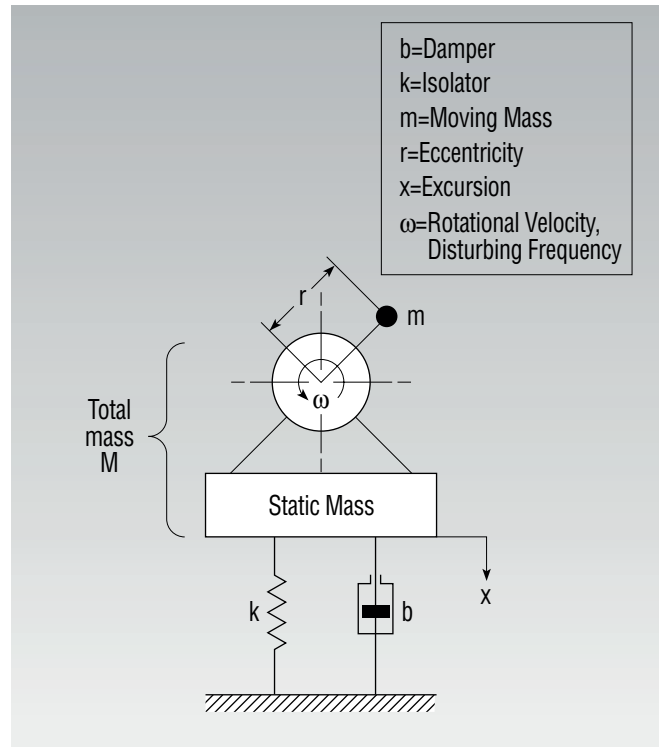 b=Damper
k=Isolator
m=Moving Mass
r=Eccentricity
x=Excursion
ω=Rotational Velocity,
Disturbing Frequency
r
m
ω
Total
mass
M
Static Mass
x
k
b